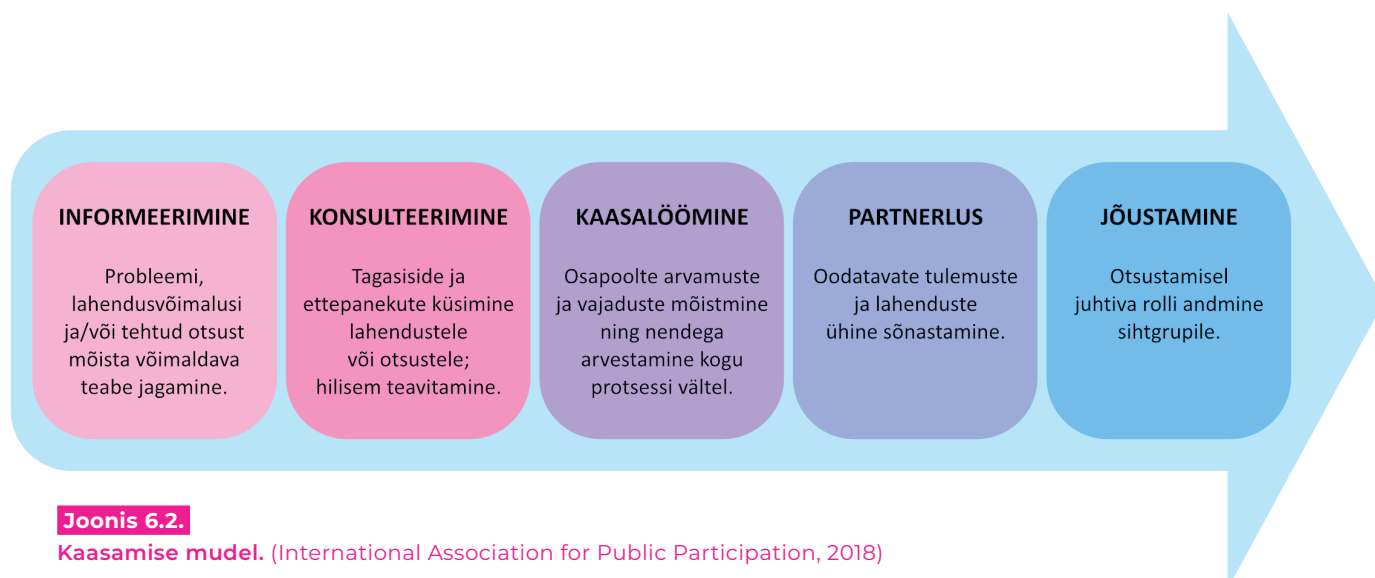 INFORMEERIMINE
Probleemi,
lahendusvõimalusi
ja/või tehtud otsust
mõista võimaldava
teabe jagamine.
KONSULTEERIMINE
Tagasiside ja
ettepanekute küsimine
lahendustele
või otsustele;
hilisem teavitamine.
KAASALÖÖMINE
Osapoolte arvamuste
ja vajaduste mõistmine
ning nendega
arvestamine kogu
protsessi vältel.
PARTNERLUS
Oodatavate tulemuste
ja lahenduste
ühine sõnastamine.
JÕUSTAMINE
Otsustamisel
juhtiva rolli andmine
sihtgrupile.
Joonis 6.2.
Kaasamise mudel. (International Association for Public Participation, 2018)